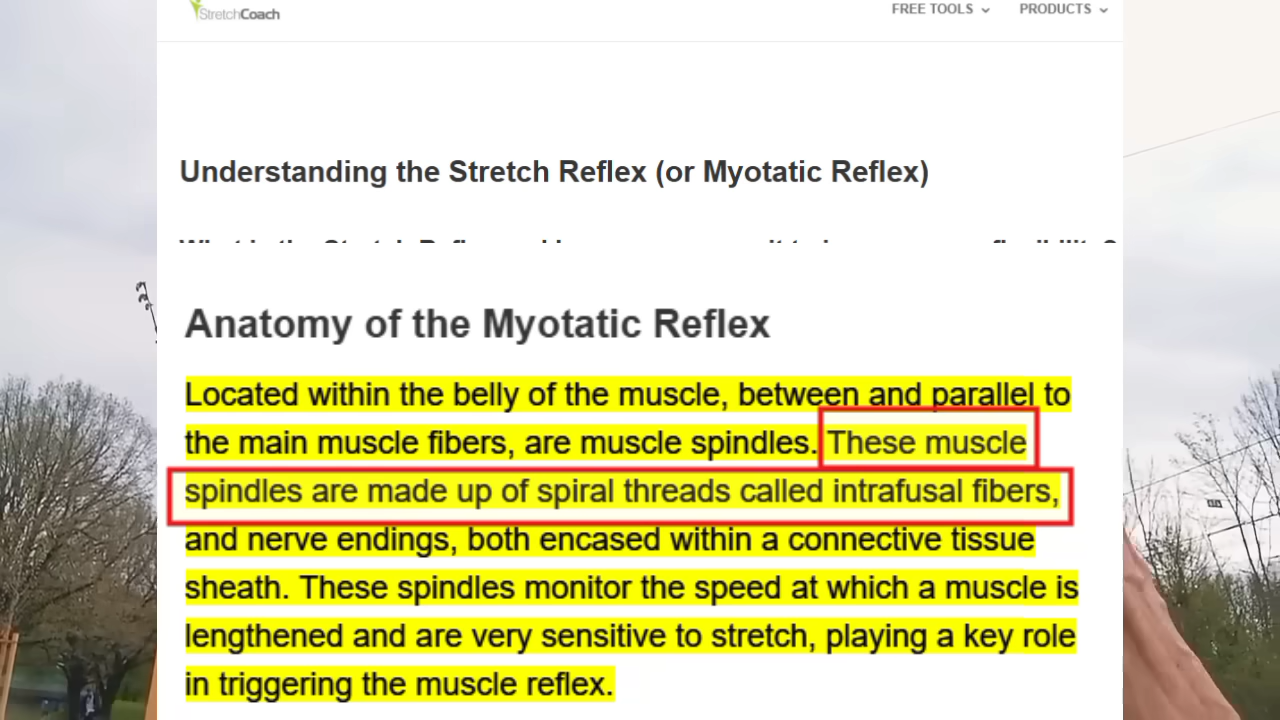 StretchCoach
FREE TOOLS
PRODUCTS
Understanding the Stretch Reflex (or Myotatic Reflex)
Anatomy of the Myotatic Reflex
Located within the belly of the muscle, between and parallel to
the main muscle fibers, are muscle spindles. These muscle
spindles are made up of spiral threads called intrafusal fibers,
and nerve endings, both encased within a connective tissue
sheath. These spindles monitor the speed at which a muscle is
lengthened and are very sensitive to stretch, playing a key role
in triggering the muscle reflex.